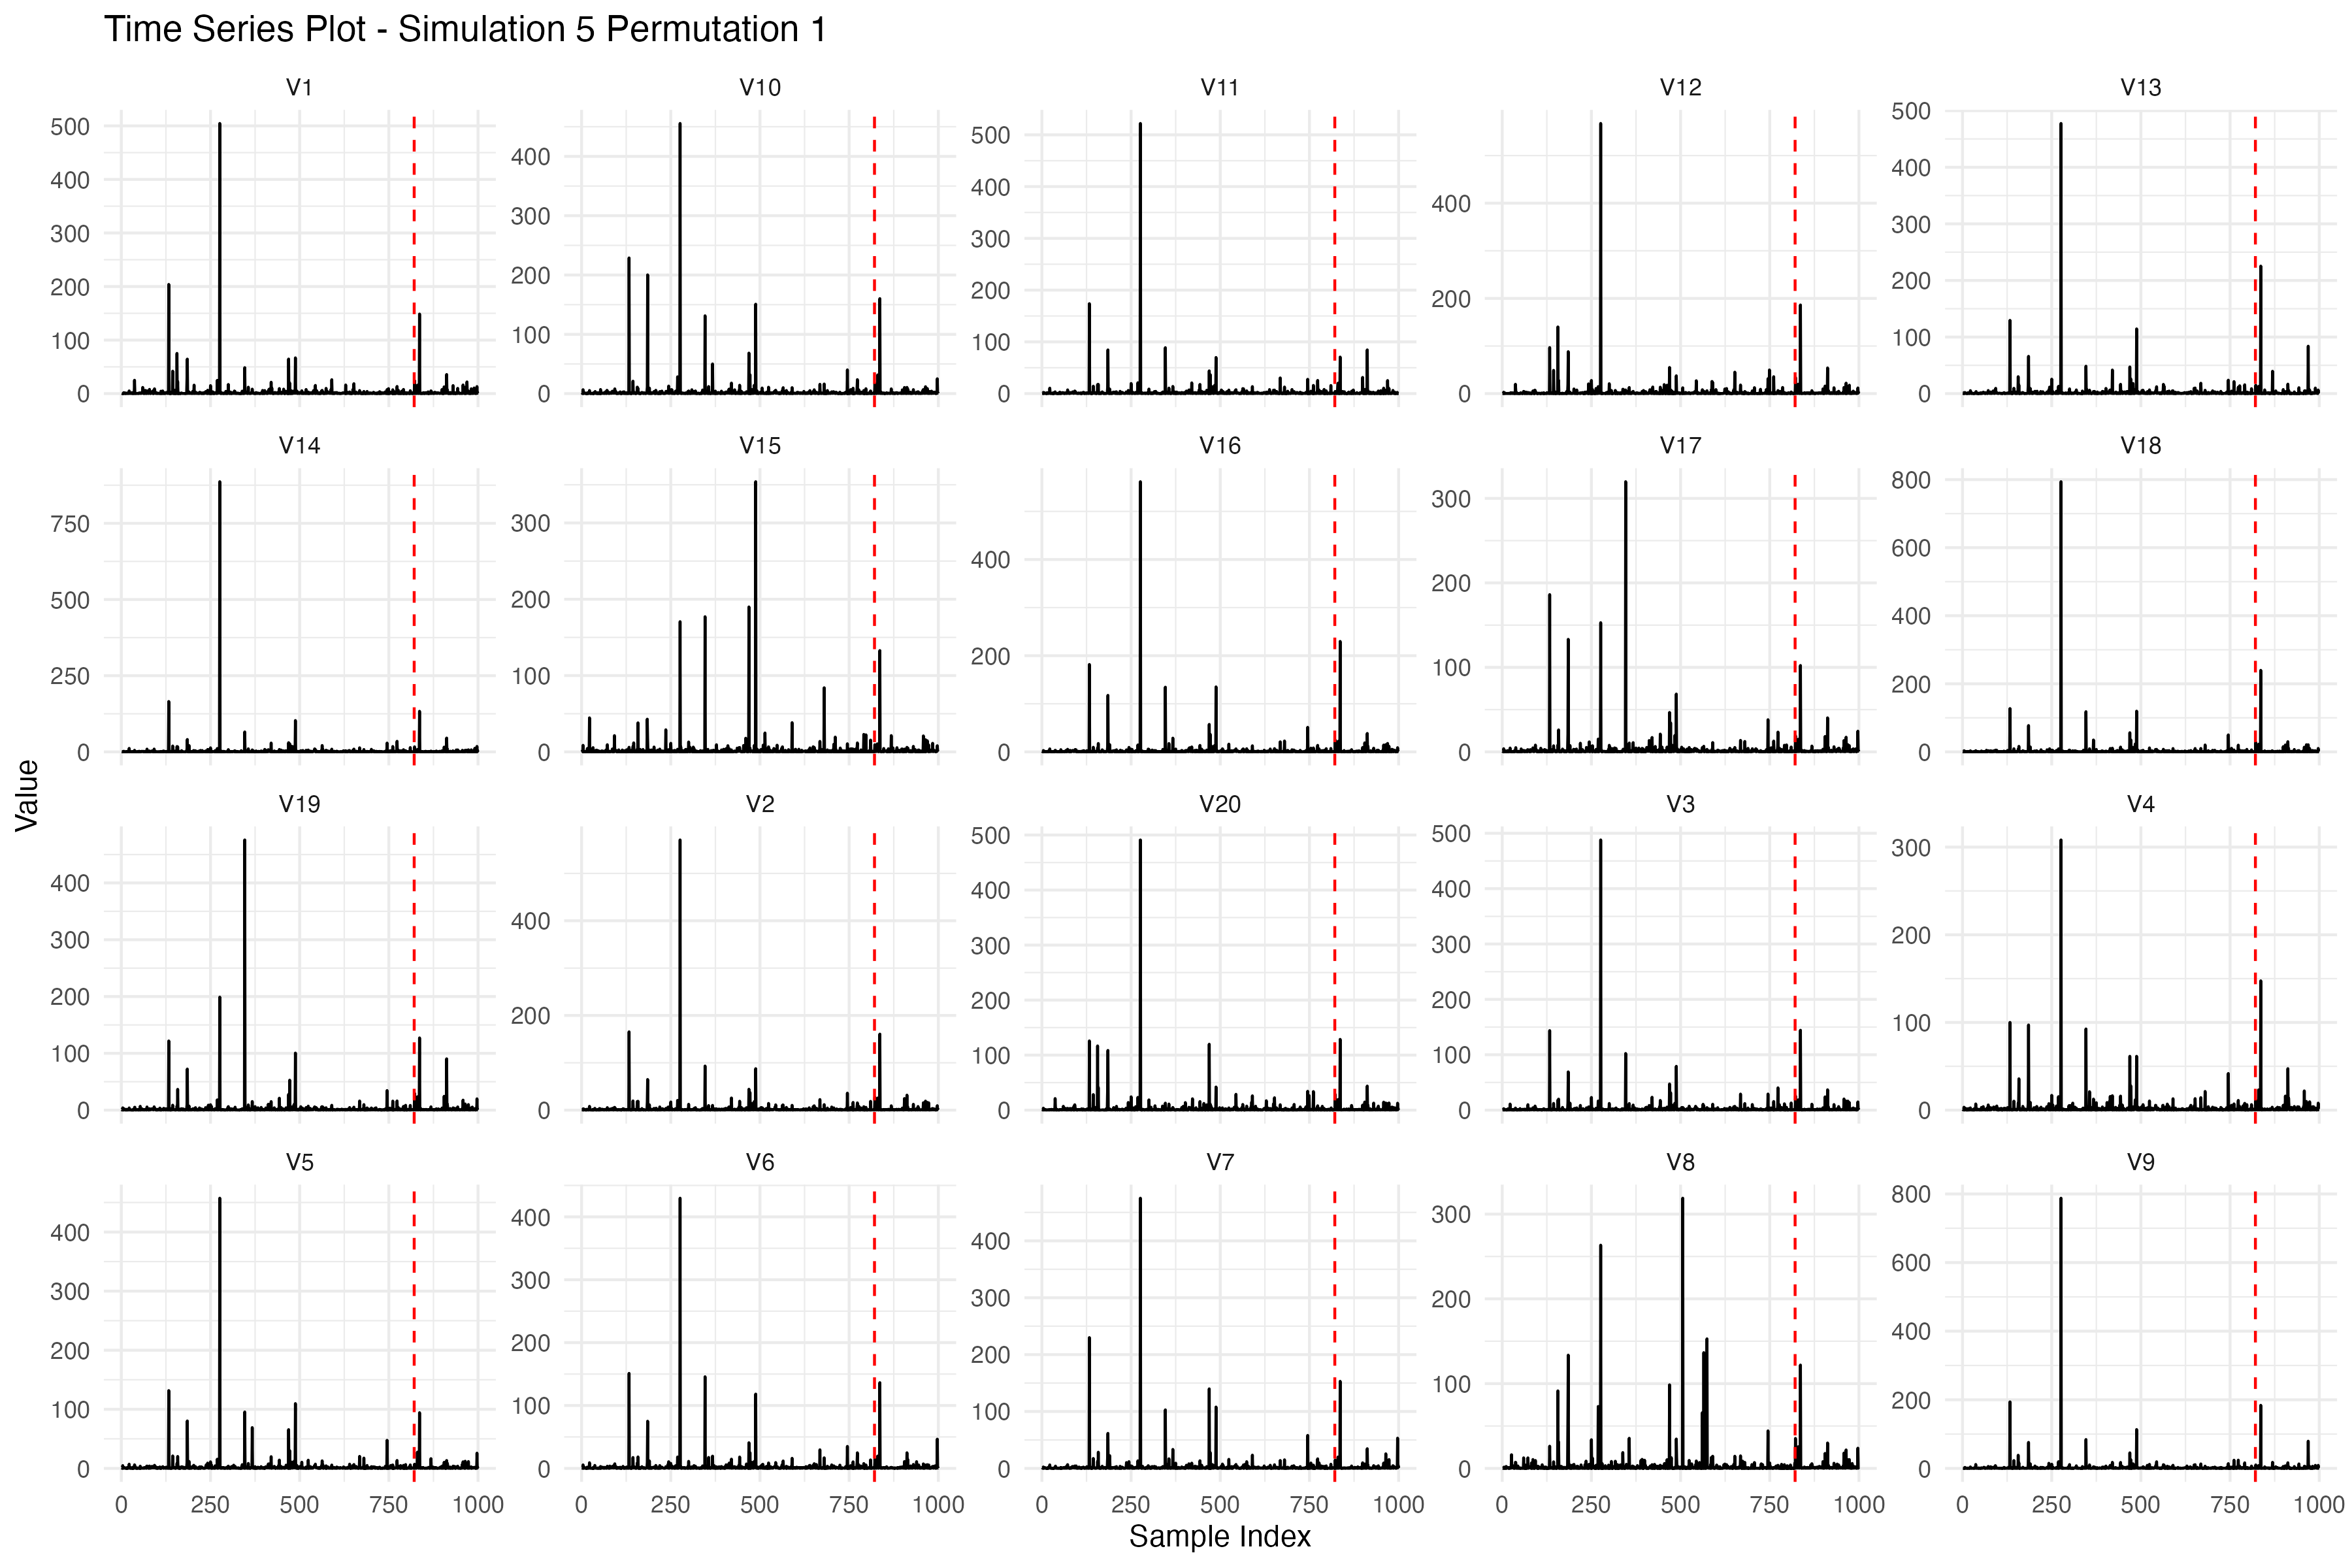 Time Series Plot - Simulation 5 Permutation 1
V1 V10 V11 V12 V13
500 400 300 200 100 0
400 300 200 100 0
500 400 300 200 100 0
400 200 0
500 400 300 200 100 0
V14 V15 V16 V17 V18
750 500 250 0
300 200 100 0
400 200 0
300 200 100 0
800 600 400 200 0
Value
V19 V2 V20 V3 V4
400 300 200 100 0
400 200 0
500 400 300 200 100 0
500 400 300 200 100 0
300 200 100 0
V5 V6 V7 V8 V9
400 300 200 100 0
400 300 200 100 0
400 300 200 100 0
300 200 100 0
800 600 400 200 0
0 250 500 750 1000 0 250 500 750 1000 0 250 500 750 1000 0 250 500 750 1000 0 250 500 750 1000
Sample Index